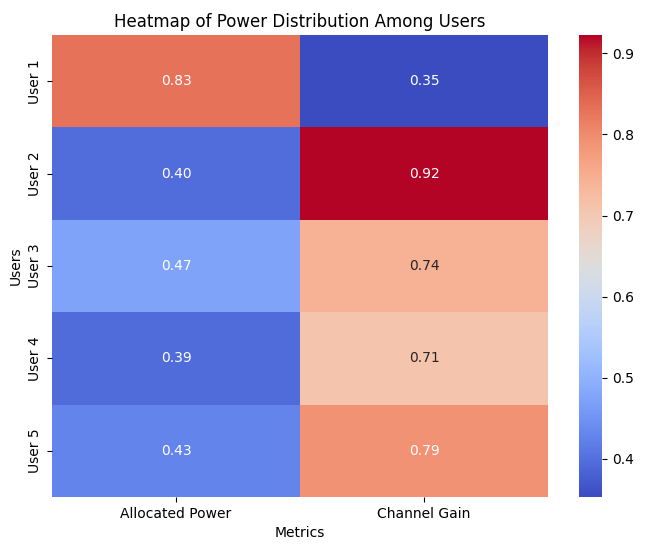 Heatmap of Power Distribution Among Users
User 1
0.83
0.35
User 2
0.40
0.92
User 3
0.47
0.74
User 4
0.39
0.71
User 5
0.43
0.79
Users
Allocated Power
Channel Gain
Metrics
0.9
0.8
0.7
0.6
0.5
0.4